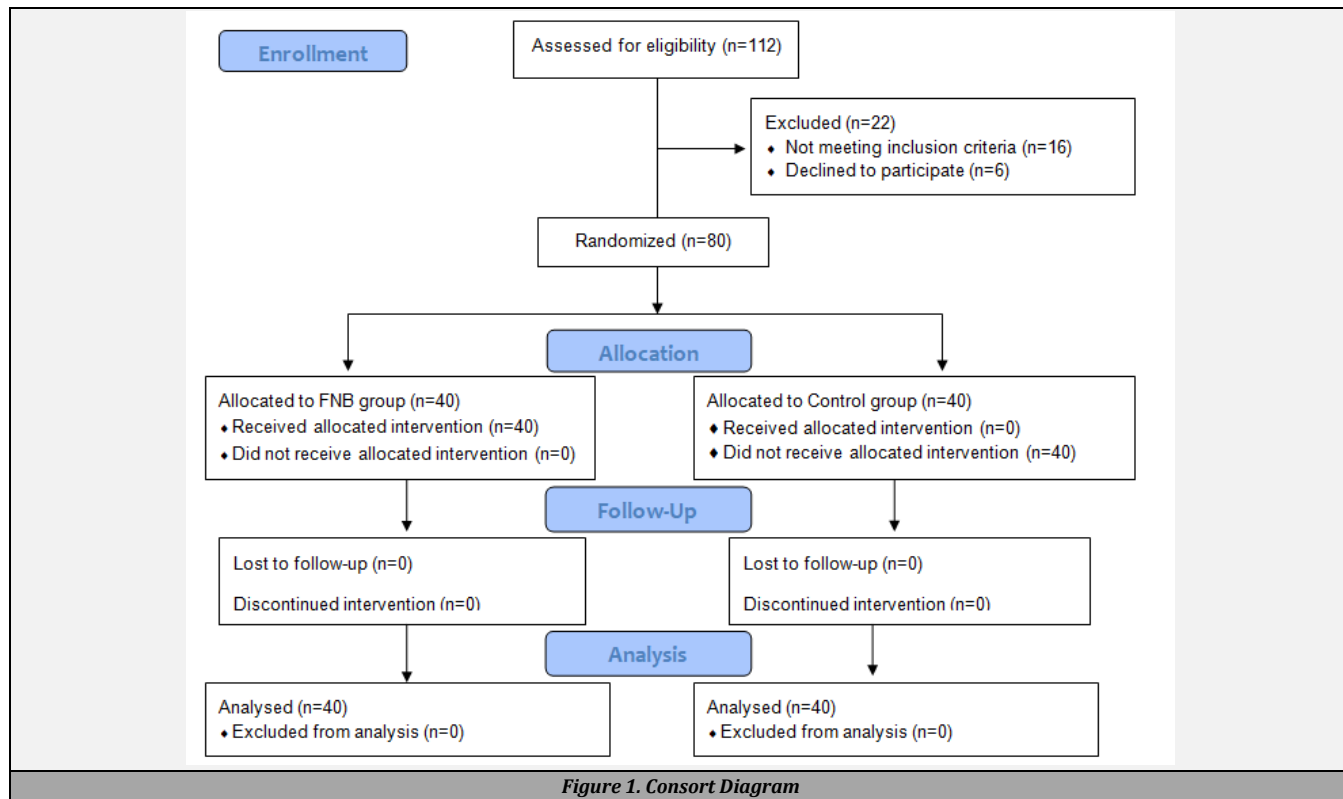 Enrollment
Assessed for eligibility (n=112)
Excluded (n=22)
⬧ Not meeting inclusion criteria (n=16)
⬧ Declined to participate (n=6)
Randomized (n=80)
Allocation
Allocated to FNB group (n=40)
⬧ Received allocated intervention (n=40)
⬧ Did not receive allocated intervention (n=0)
Allocated to Control group (n=40)
⬧ Received allocated intervention (n=0)
⬧ Did not receive allocated intervention (n=40)
Follow-Up
Lost to follow-up (n=0)
Discontinued intervention (n=0)
Lost to follow-up (n=0)
Discontinued intervention (n=0)
Analysis
Analysed (n=40)
⬧ Excluded from analysis (n=0)
Analysed (n=40)
⬧ Excluded from analysis (n=0)
Figure 1. Consort Diagram